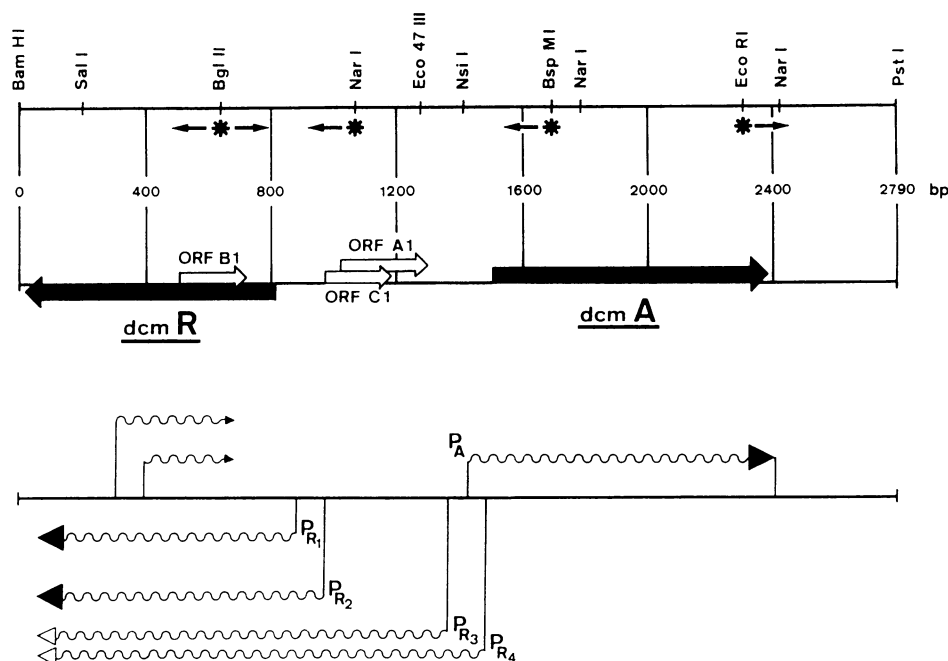 Bam HI
Sal I
Bgl II
Nar I
Eco 47 III
Nsi I
Bsp MI
Nar I
Eco RI
Nar I
Pst I
0 400 800 1200 1600 2000 2400 2790 bp
ORF B1
ORF A1
ORF C1
dcm R
dcm A
PA
PR1
PR2
PR3
PR4